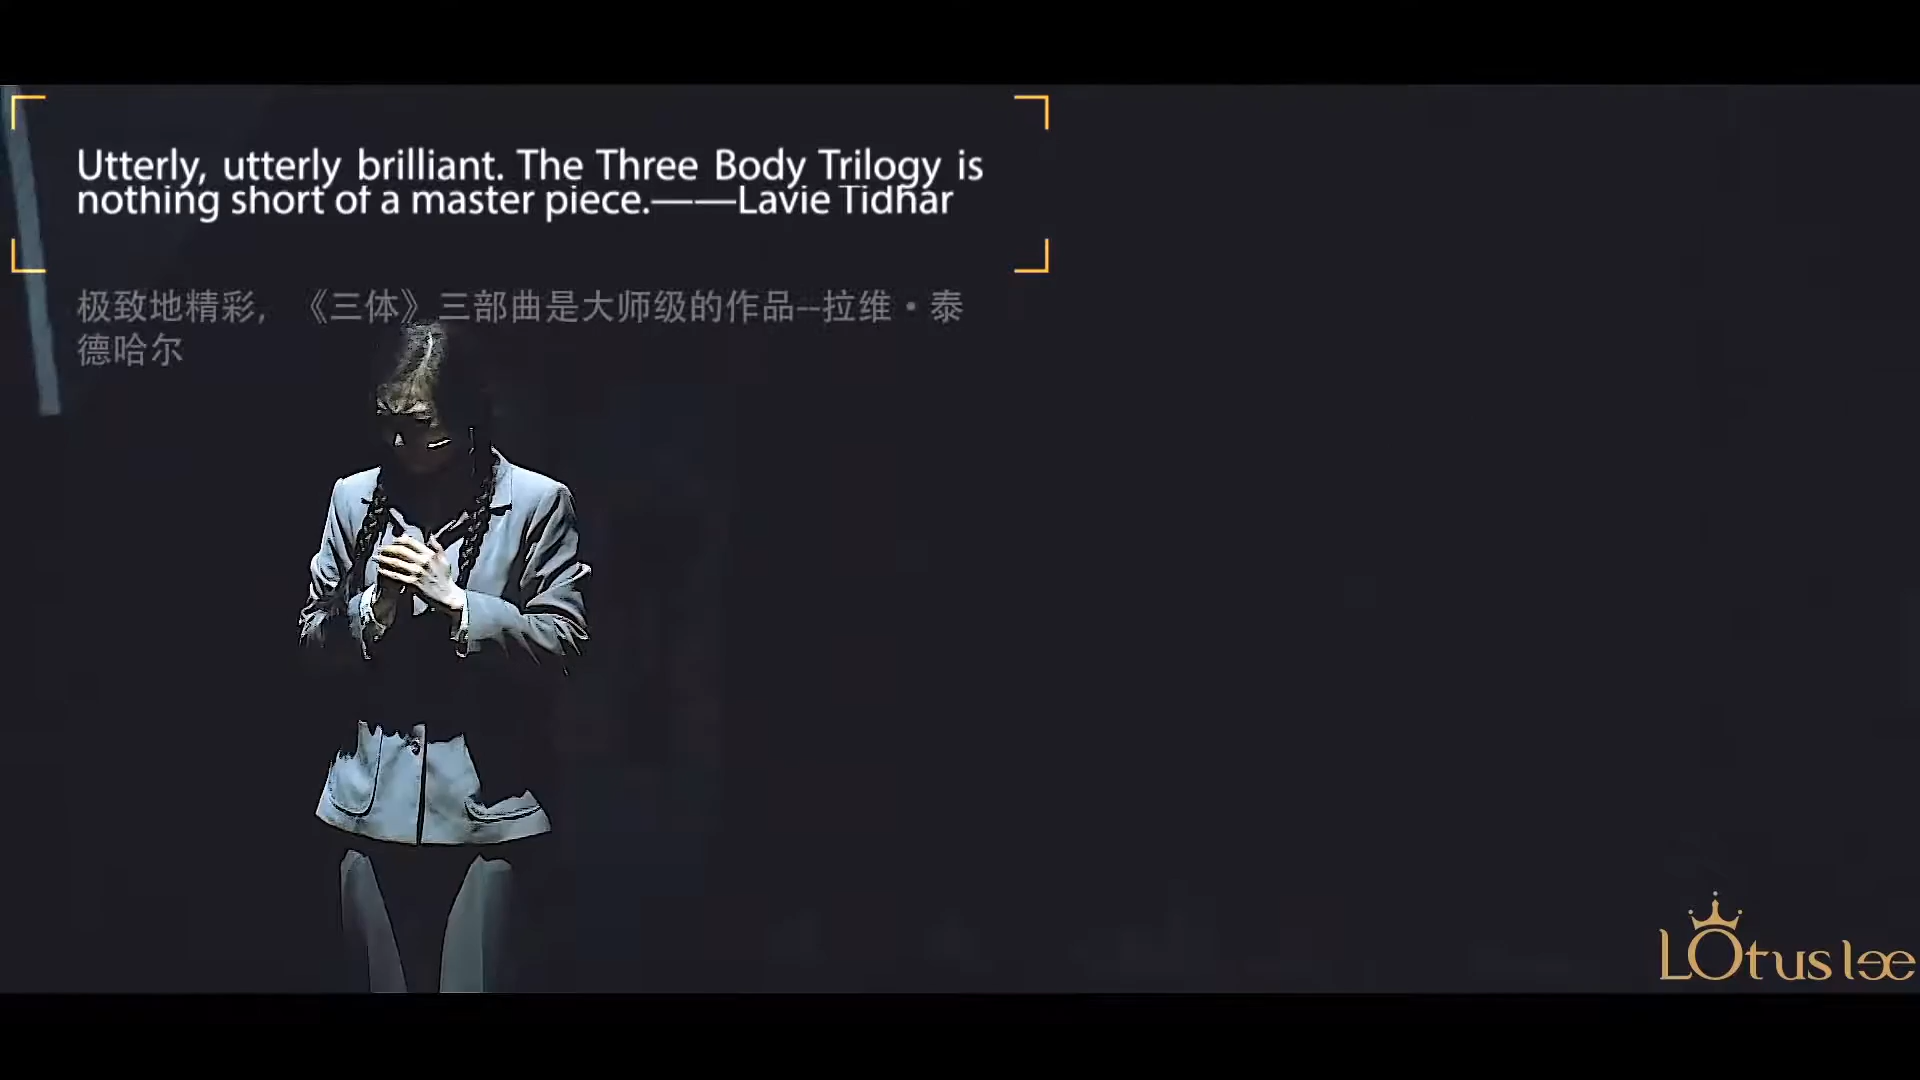 Utterly, utterly brilliant. The Three Body Trilogy is
nothing short of a master piece.——Lavie Tidhar
极致地精彩，《三体》三部曲是大师级的作品--拉维·泰
德哈尔
LOtus lee